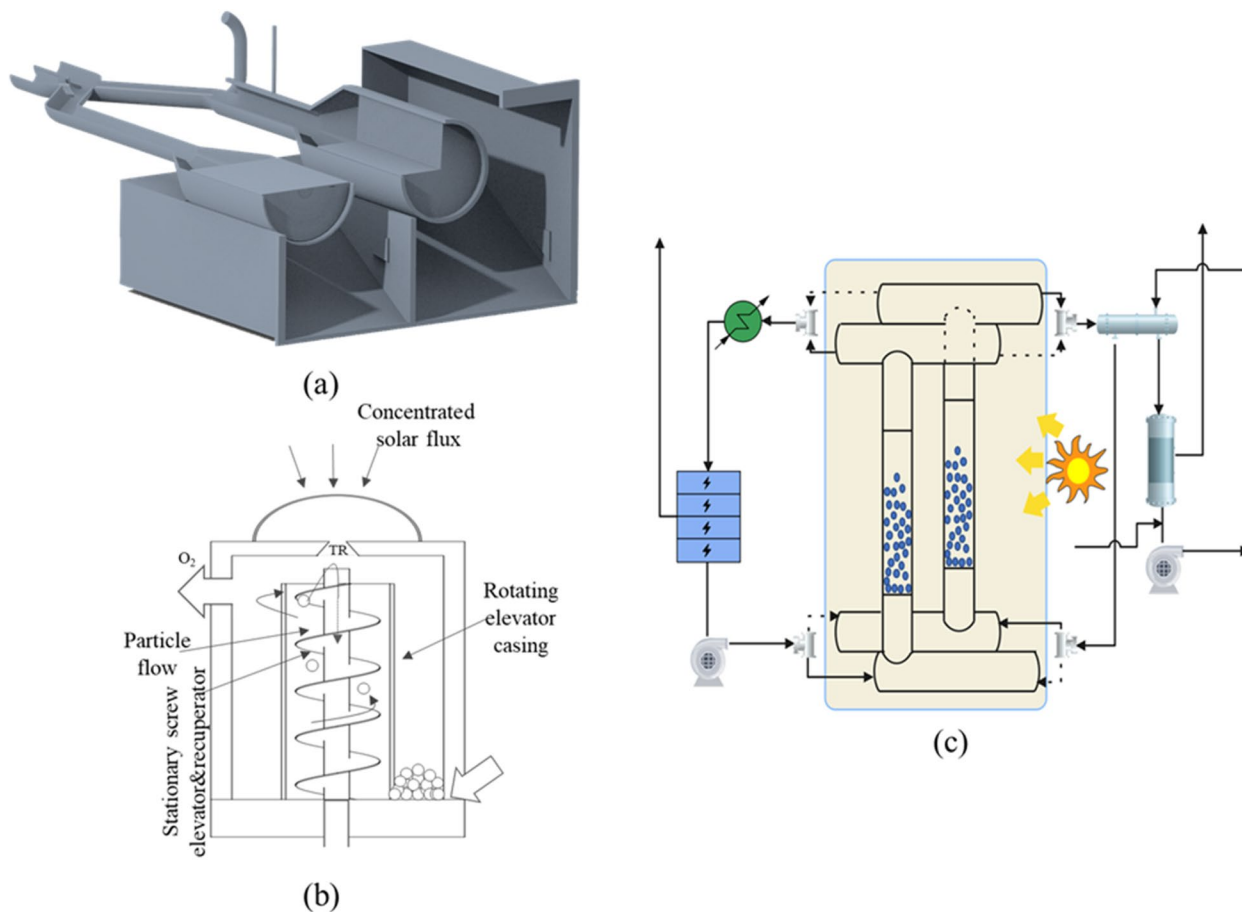 (a)
Concentrated
solar flux
TR
O2
Particle
flow
Rotating
elevator
casing
Stationary screw
elevator&recuperator
(b)
(c)